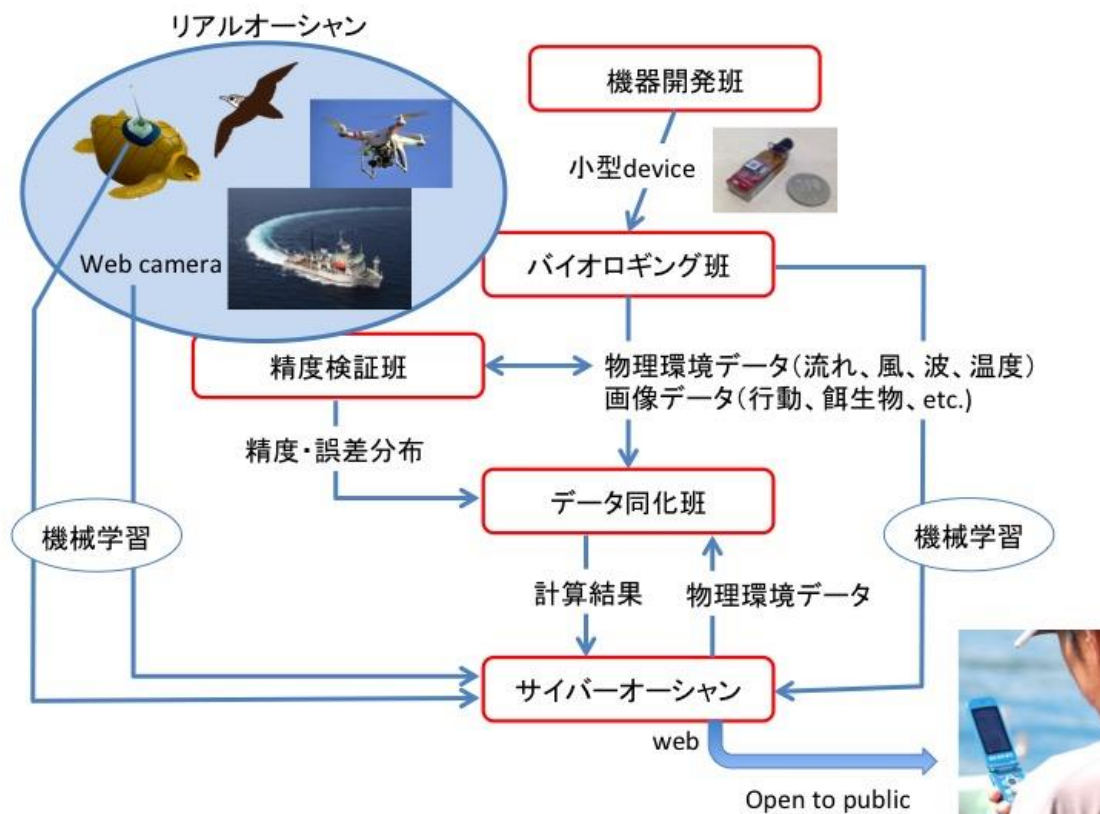 リアルオーシャン
機器開発班
小型device
バイオロギング班
Web camera
精度検証班
物理環境データ(流れ、風、波、温度)
画像データ(行動、餌生物、etc.)
精度・誤差分布
データ同化班
機械学習
機械学習
計算結果
物理環境データ
サイバーオーシャン
web
Open to public